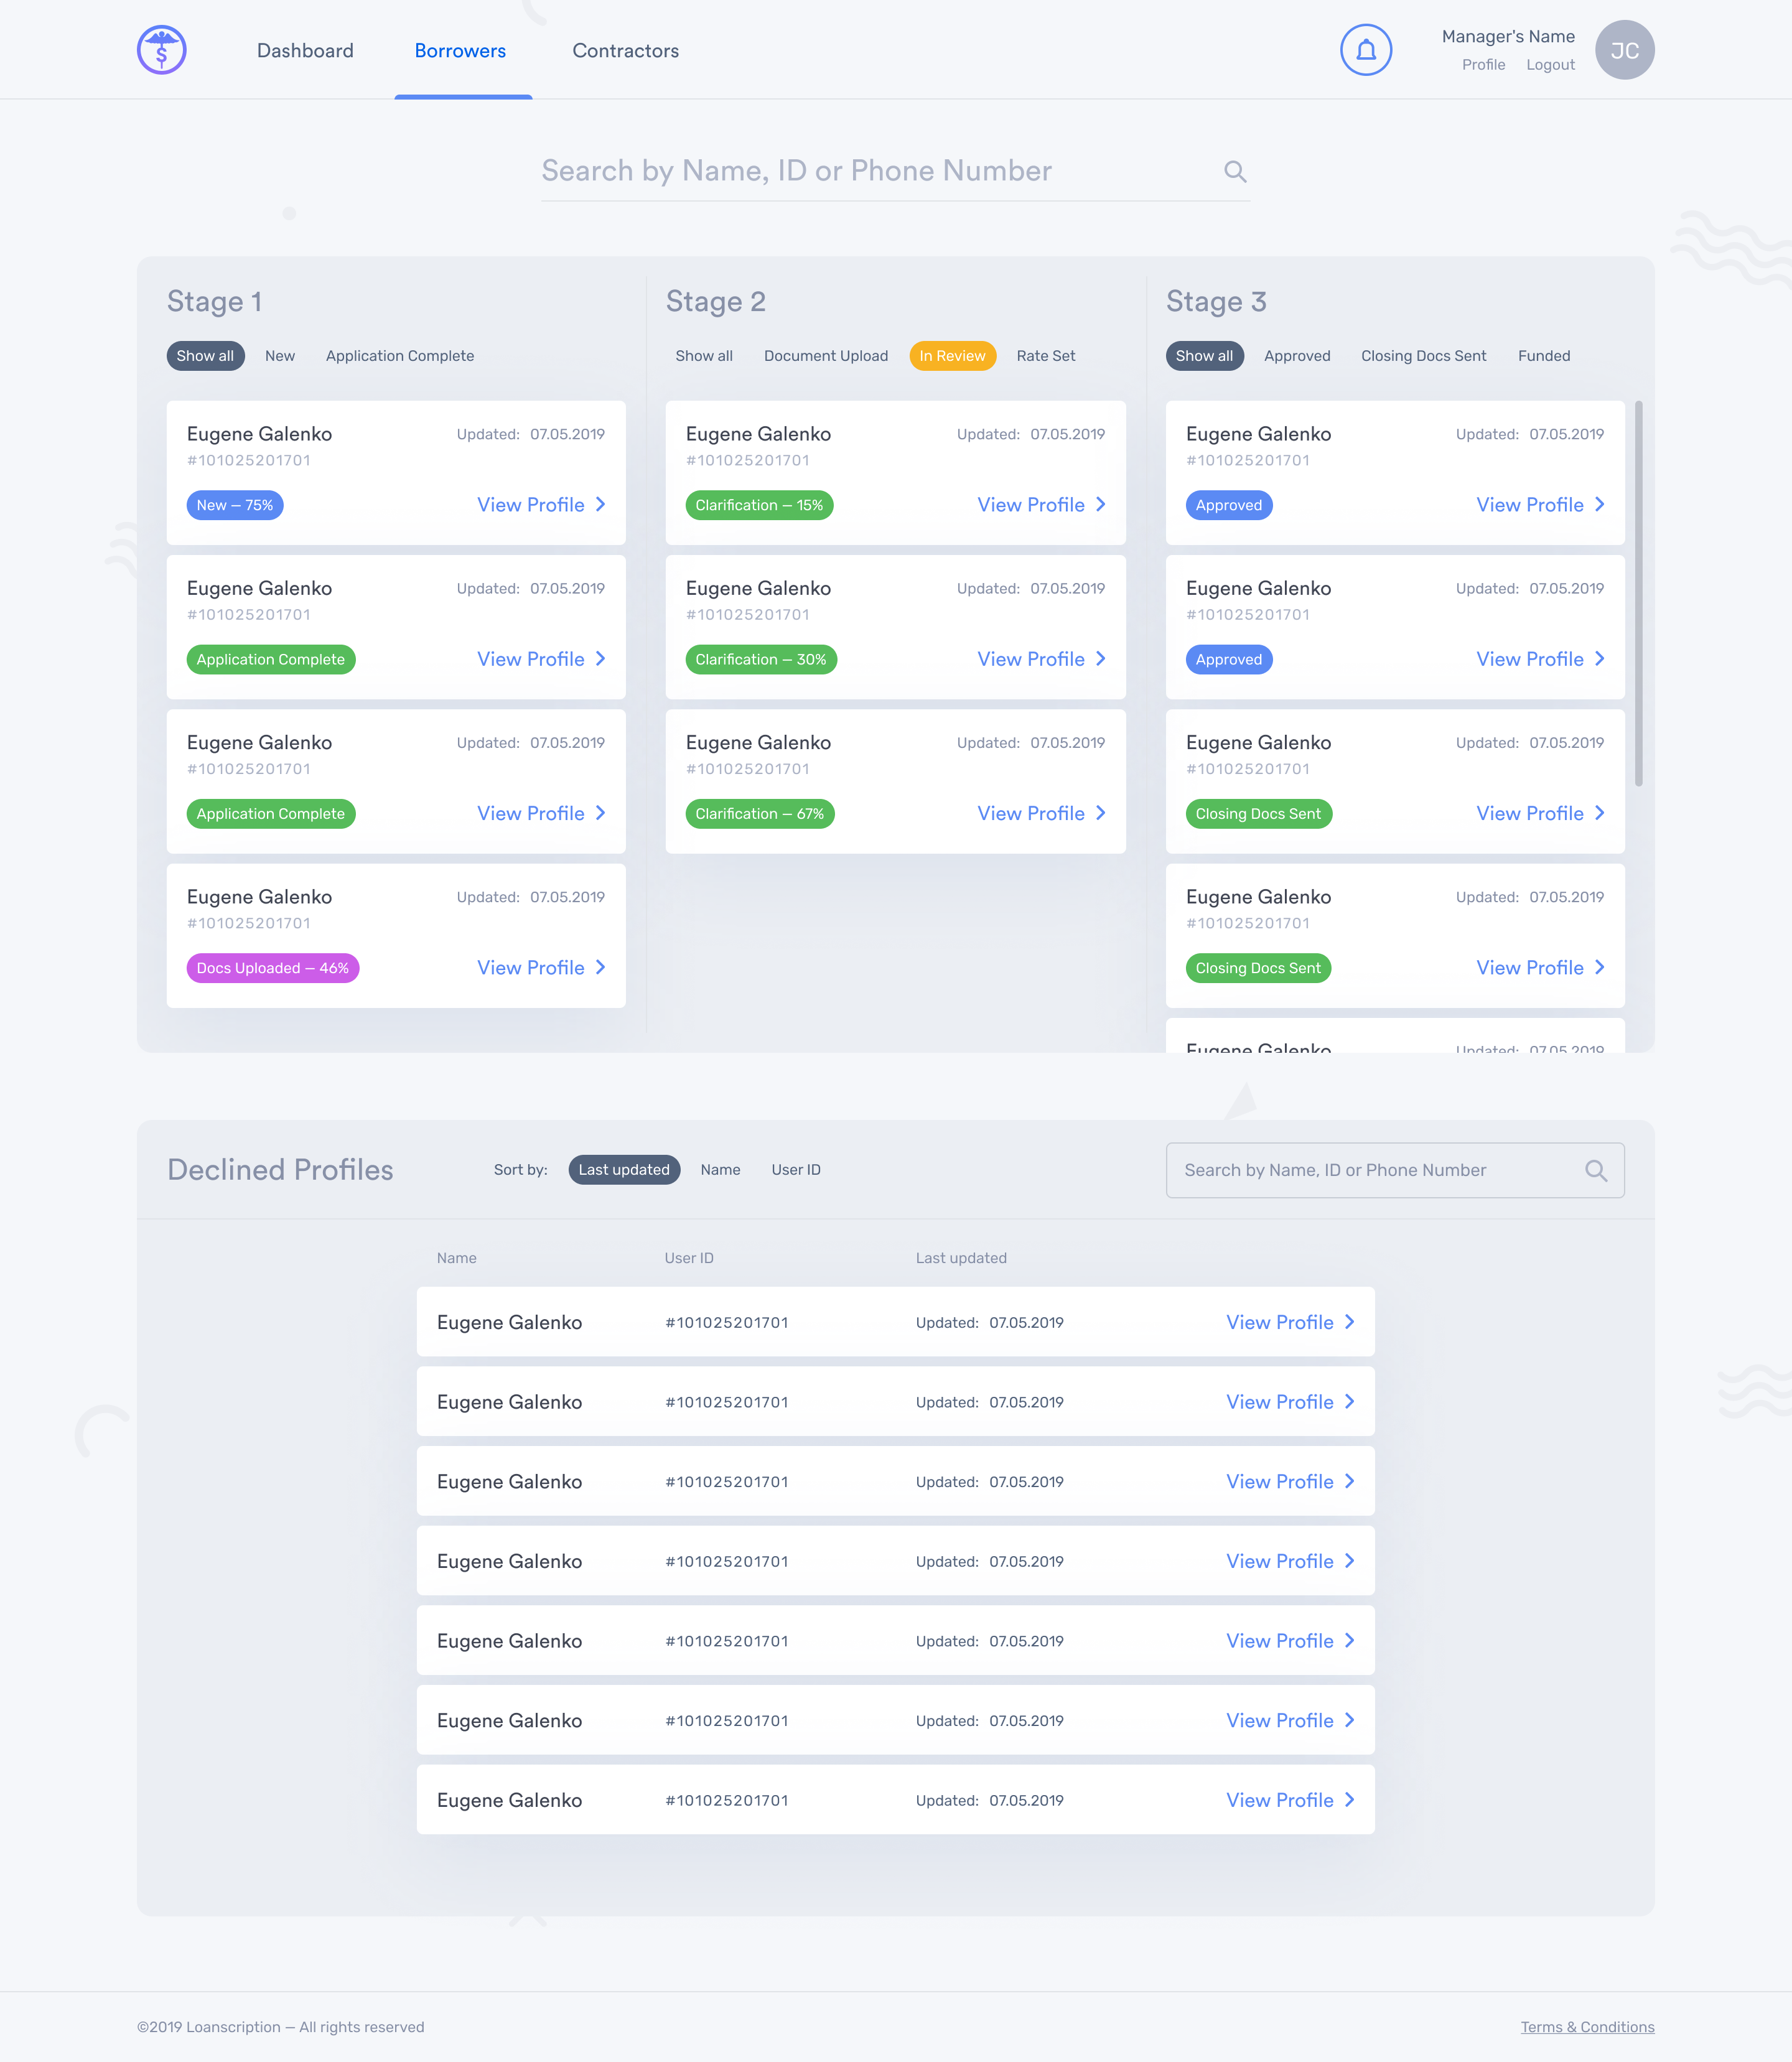 Dashboard Borrowers Contractors
Manager's Name
Profile Logout
JC
Search by Name, ID or Phone Number
Stage 1
Show all New Application Complete
Eugene Galenko Updated: 07.05.2019
#101025201701
New – 75% View Profile
Eugene Galenko Updated: 07.05.2019
#101025201701
Application Complete View Profile
Eugene Galenko Updated: 07.05.2019
#101025201701
Application Complete View Profile
Eugene Galenko Updated: 07.05.2019
#101025201701
Docs Uploaded – 46% View Profile
Stage 2
Show all Document Upload In Review Rate Set
Eugene Galenko Updated: 07.05.2019
#101025201701
Clarification – 15% View Profile
Eugene Galenko Updated: 07.05.2019
#101025201701
Clarification – 30% View Profile
Eugene Galenko Updated: 07.05.2019
#101025201701
Clarification – 67% View Profile
Stage 3
Show all Approved Closing Docs Sent Funded
Eugene Galenko Updated: 07.05.2019
#101025201701
Approved View Profile
Eugene Galenko Updated: 07.05.2019
#101025201701
Approved View Profile
Eugene Galenko Updated: 07.05.2019
#101025201701
Closing Docs Sent View Profile
Eugene Galenko Updated: 07.05.2019
#101025201701
Closing Docs Sent View Profile
Eugene Galenko Updated: 07.05.2019
Declined Profiles Sort by: Last updated Name User ID Search by Name, ID or Phone Number
Name User ID Last updated
Eugene Galenko #101025201701 Updated: 07.05.2019 View Profile
Eugene Galenko #101025201701 Updated: 07.05.2019 View Profile
Eugene Galenko #101025201701 Updated: 07.05.2019 View Profile
Eugene Galenko #101025201701 Updated: 07.05.2019 View Profile
Eugene Galenko #101025201701 Updated: 07.05.2019 View Profile
Eugene Galenko #101025201701 Updated: 07.05.2019 View Profile
Eugene Galenko #101025201701 Updated: 07.05.2019 View Profile
©2019 Loanscription – All rights reserved Terms & Conditions